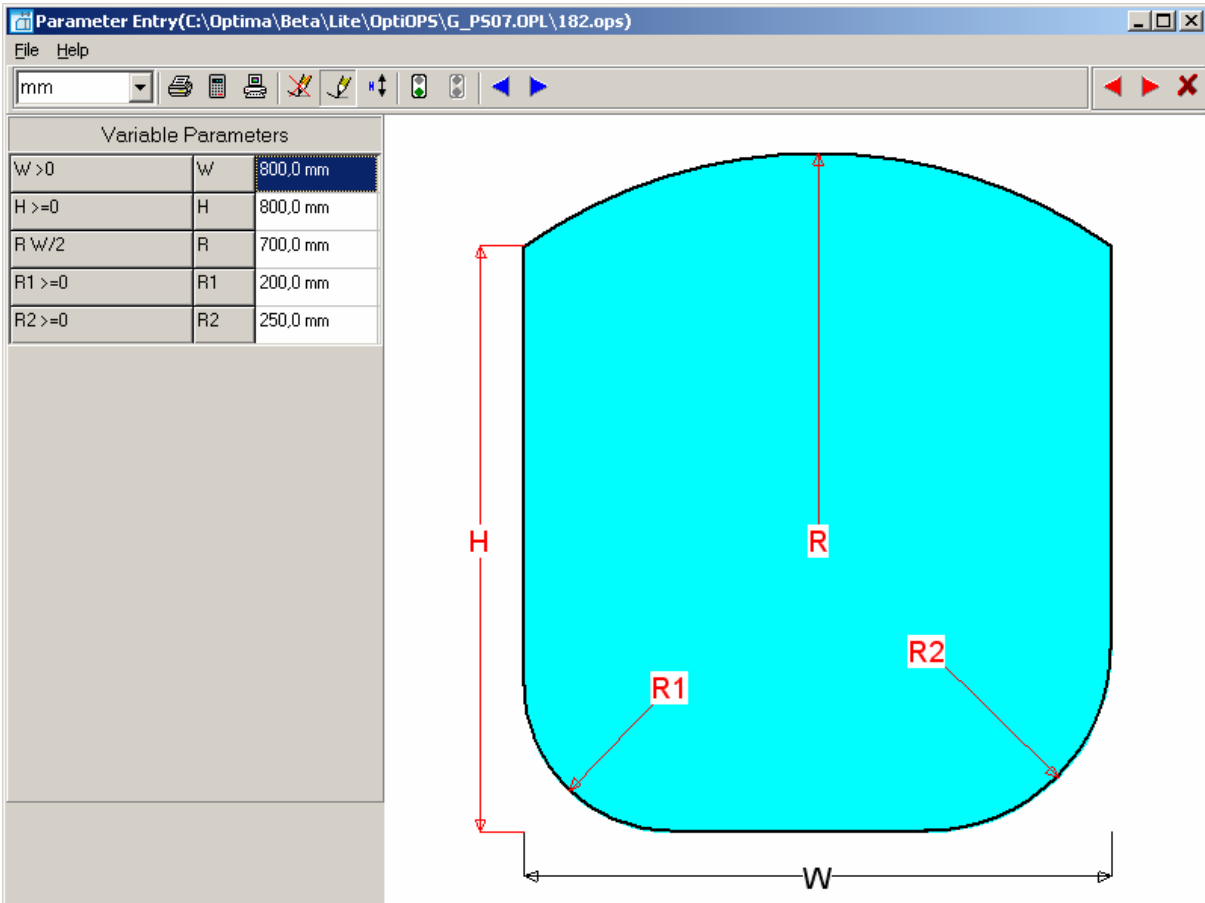 Parameter Entry(C:\Optima\Beta\Lite\OptiOPS\G_PS07.OPL\182.ops)
File Help
mm
Variable Parameters
W >0 W 800,0 mm
H >=0 H 800,0 mm
R W/2 R 700,0 mm
R1 >=0 R1 200,0 mm
R2 >=0 R2 250,0 mm
H
R
R2
R1
W